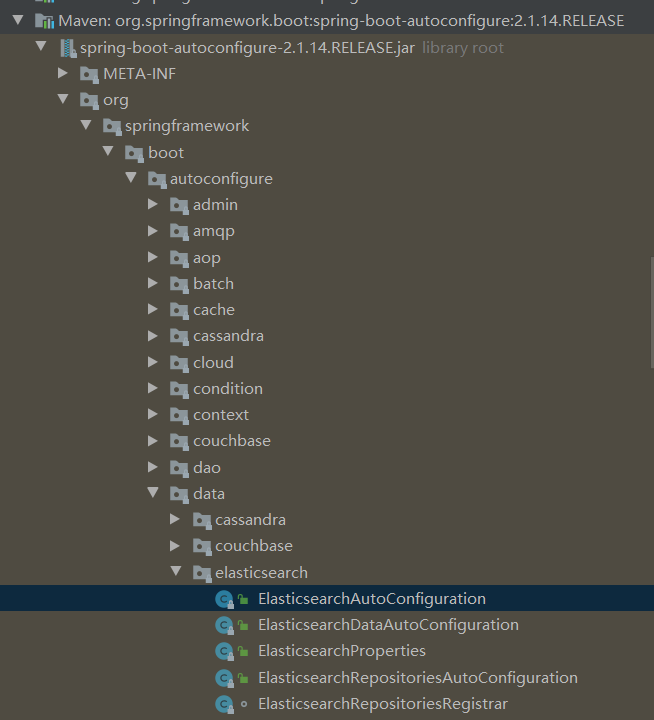 Maven: org.springframework.boot:spring-boot-autoconfigure:2.1.14.RELEASE
spring-boot-autoconfigure-2.1.14.RELEASE.jar library root
META-INF
org
springframework
boot
autoconfigure
admin
amqp
aop
batch
cache
cassandra
cloud
condition
context
couchbase
dao
data
cassandra
couchbase
elasticsearch
ElasticsearchAutoConfiguration
ElasticsearchDataAutoConfiguration
ElasticsearchProperties
ElasticsearchRepositoriesAutoConfiguration
ElasticsearchRepositoriesRegistrar